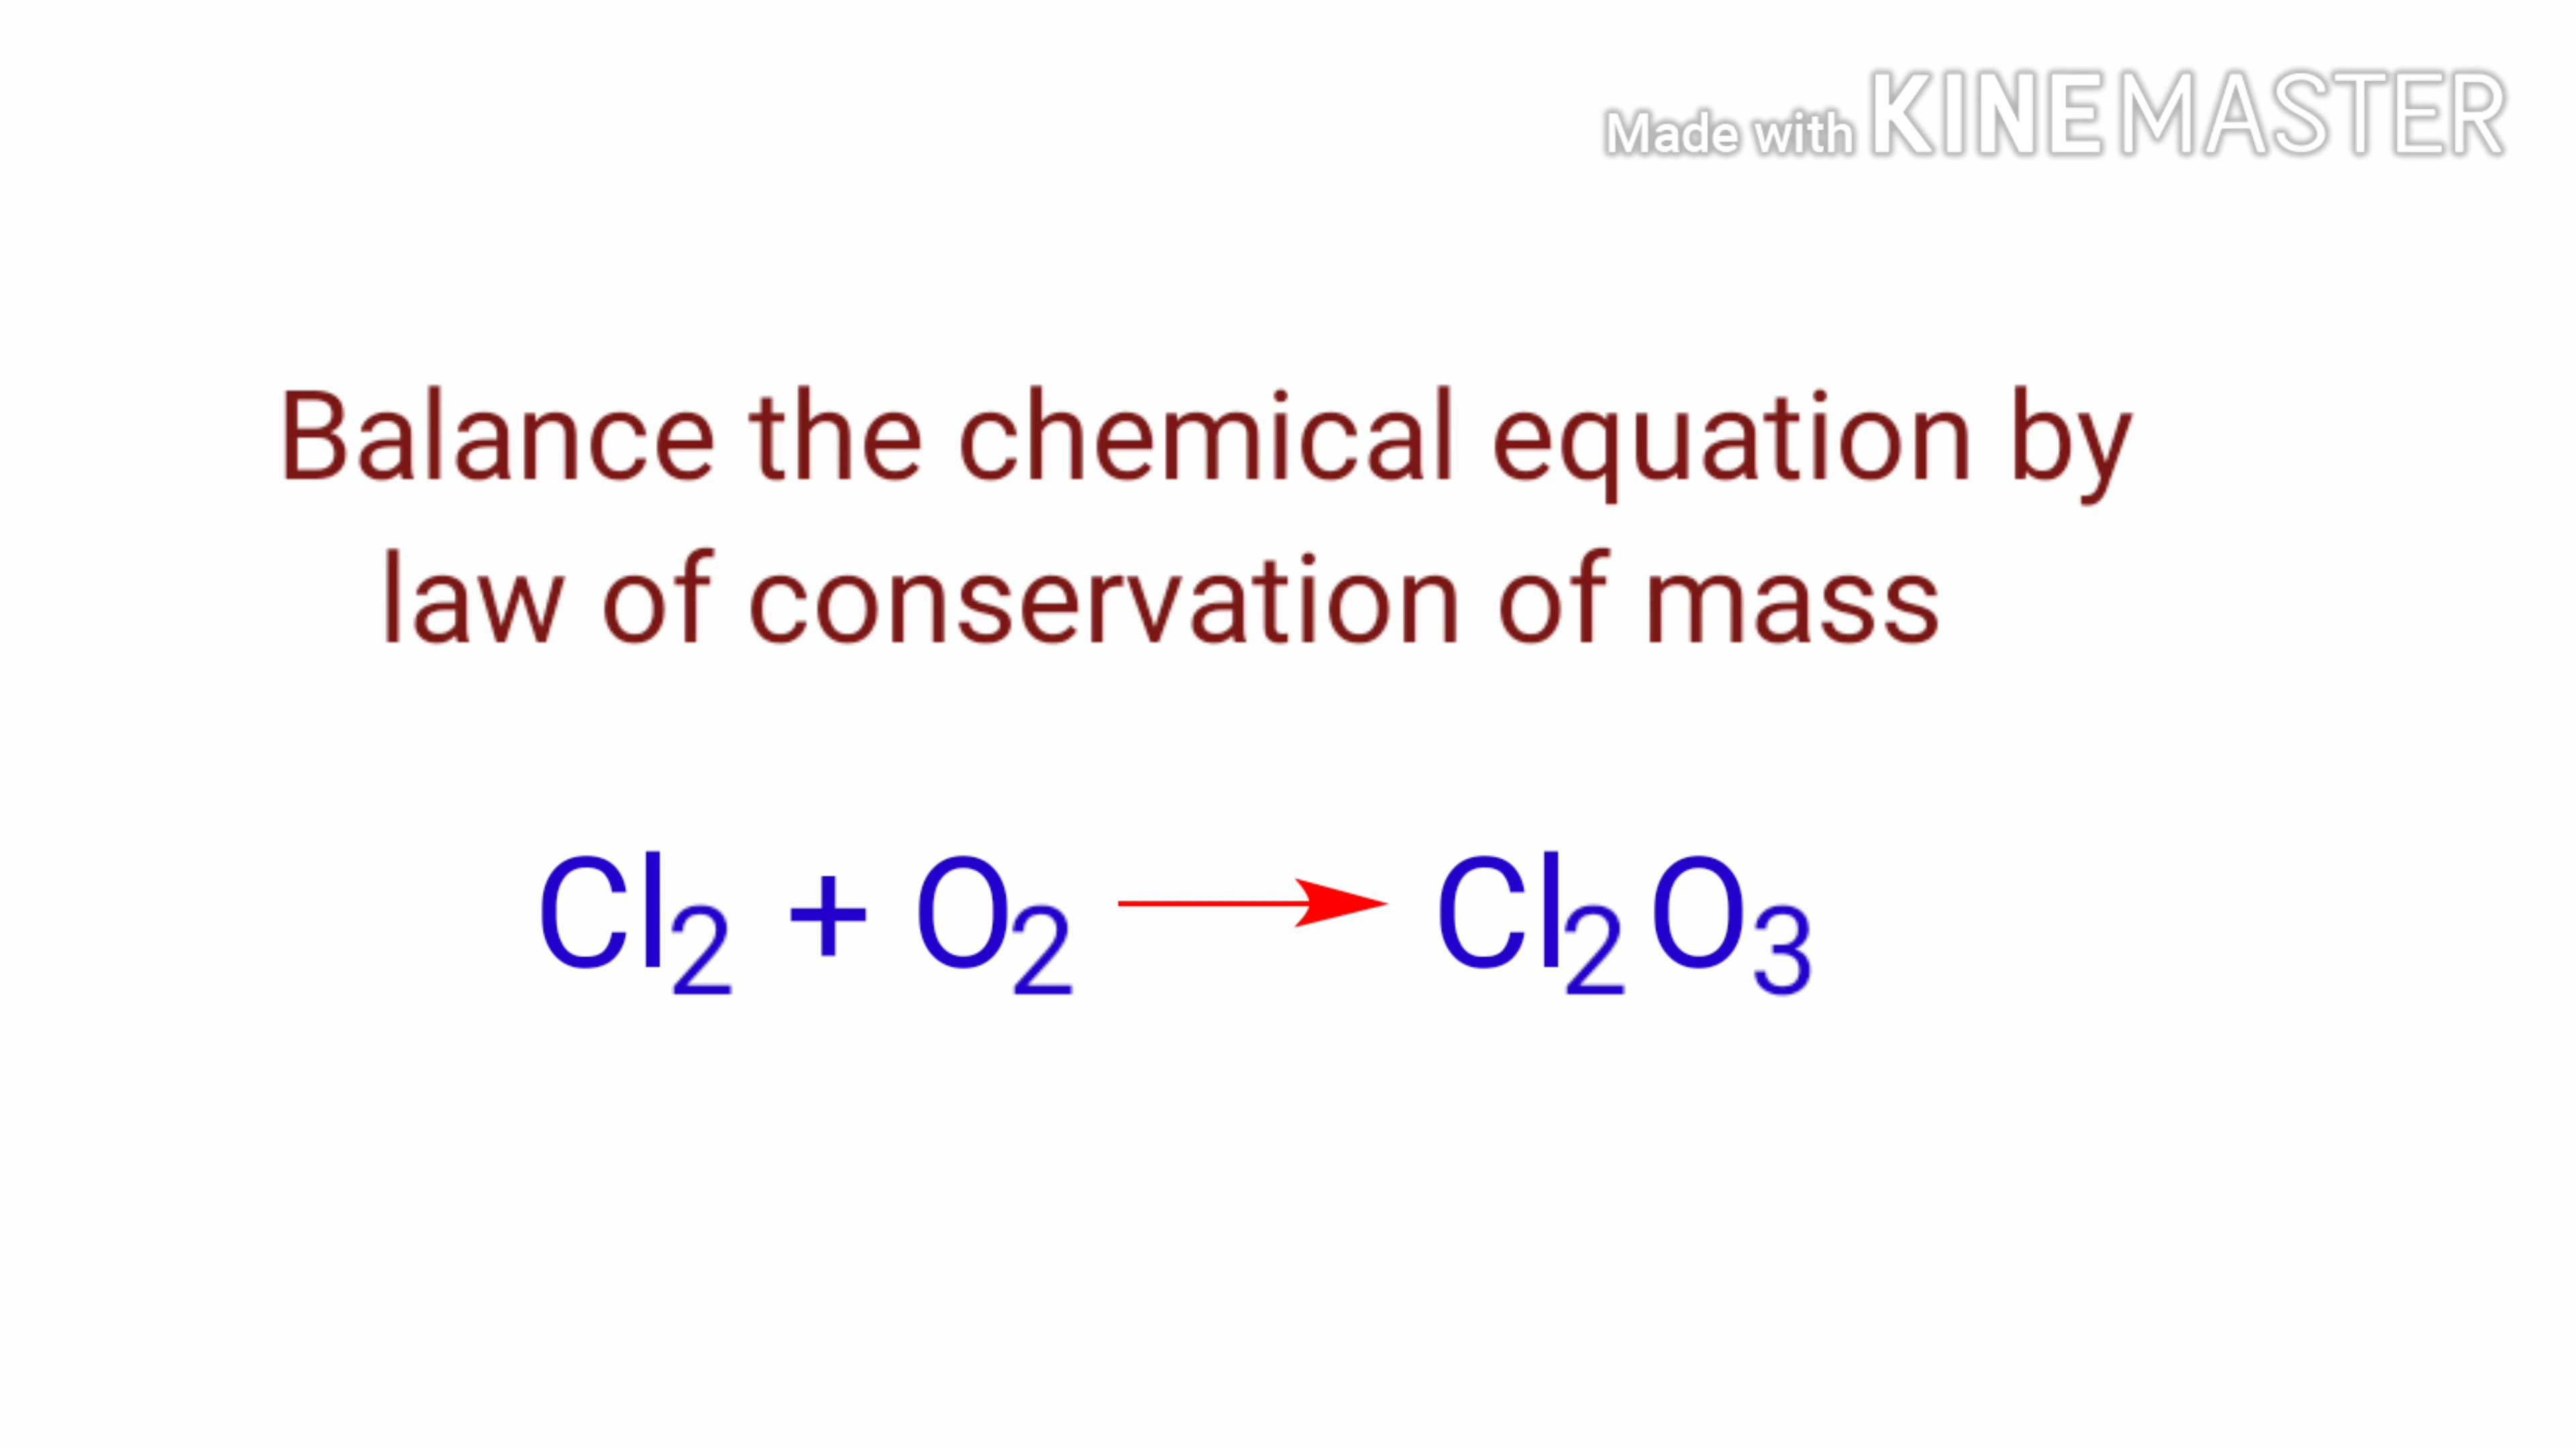 Made with KINEMASTER
Balance the chemical equation by
law of conservation of mass
Cl₂ + O₂ → Cl₂O₃